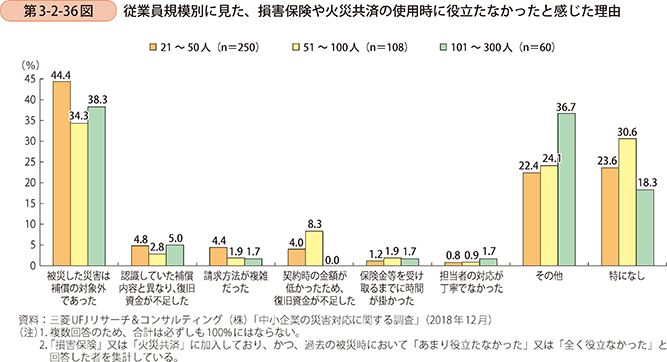 第3-2-36図 従業員規模別に見た、損害保険や火災共済の使用時に役立たなかったと感じた理由
21～50人（n=250） 51～100人（n=108） 101～300人（n=60）
（%）
45
40
35
30
25
20
15
10
5
0
44.4 34.3 38.3
4.8 2.8 5.0
4.4 1.9 1.7
4.0 8.3 0.0
1.2 1.9 1.7
0.8 0.9 1.7
22.4 24.1 36.7
23.6 30.6 18.3
被災した災害は
補償の対象外
であった
認識していた補償
内容と異なり、復旧
資金が不足した
請求方法が複雑
だった
契約時の金額が
低かったため、
復旧資金が不足した
保険金等を受け
取るまでに時間
が掛かった
担当者の対応が
丁寧でなかった
その他
特になし
資料：三菱UFJリサーチ＆コンサルティング（株）「中小企業の災害対応に関する調査」（2018年12月）
（注）1. 複数回答のため、合計は必ずしも100％にはならない。
2.「損害保険」又は「火災共済」に加入しており、かつ、過去の被災時において「あまり役立たなかった」又は「全く役立なかった」と
回答した者を集計している。